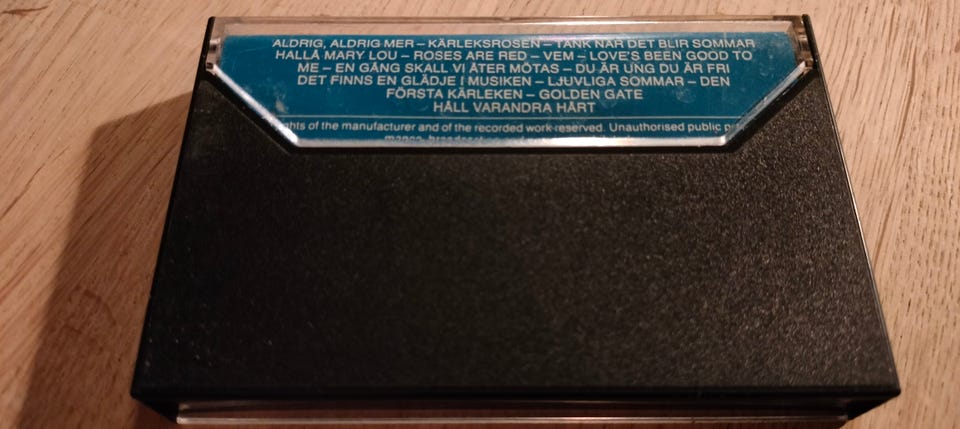 ALDRIG, ALDRIG MER – KÄRLEKSROSEN – TÄNK NÄR DET BLIR SOMMAR
HALLÅ MARY LOU – ROSES ARE RED – VEM – LOVE'S BEEN GOOD TO
ME – EN GÅNG SKALL VI ÅTER MÖTAS – DU ÄR UNG DU ÄR FRI
DET FINNS EN GLÄDJE I MUSIKEN – LJUVLIGA SOMMAR – DEN
FÖRSTA KÄRLEKEN – GOLDEN GATE
HÅLL VARANDRA HÅRT
ghts of the manufacturer and of the recorded work reserved. Unauthorised public